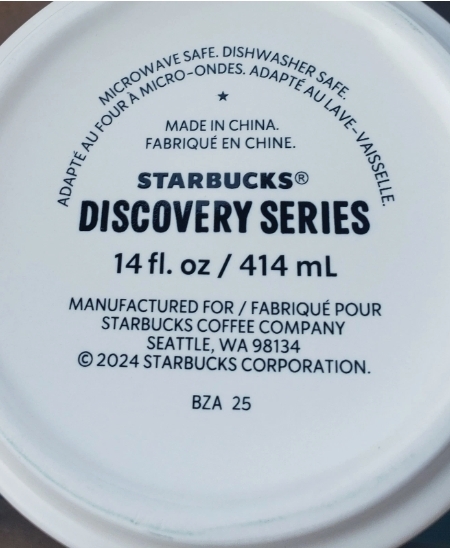 MICROWAVE SAFE. DISHWASHER SAFE.
ADAPTÉ AU FOUR À MICRO-ONDES. ADAPTÉ AU LAVE-VAISSELLE.
★
MADE IN CHINA.
FABRIQUÉ EN CHINE.
STARBUCKS®
DISCOVERY SERIES
14 fl. oz / 414 mL
MANUFACTURED FOR / FABRIQUÉ POUR
STARBUCKS COFFEE COMPANY
SEATTLE, WA 98134
© 2024 STARBUCKS CORPORATION.
BZA 25